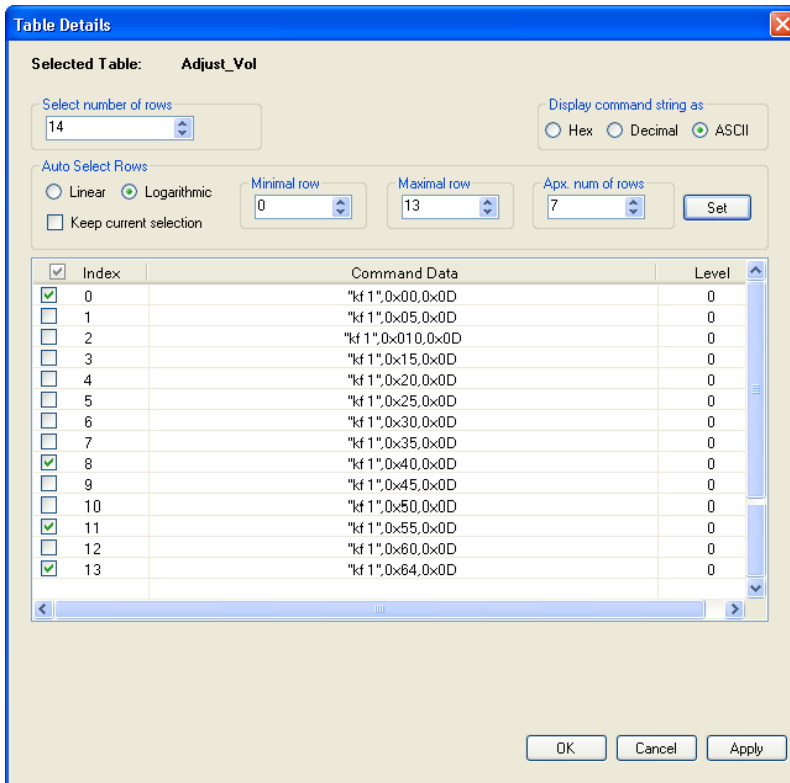 Table Details
Selected Table: Adjust_Vol
Select number of rows
14
Display command string as
Hex Decimal ASCII
Auto Select Rows
Linear Logarithmic
Keep current selection
Minimal row
0
Maximal row
13
Apx. num of rows
7
Set
Index Command Data Level
0 "kf 1",0x00,0x0D 0
1 "kf 1",0x05,0x0D 0
2 "kf 1",0x010,0x0D 0
3 "kf 1",0x15,0x0D 0
4 "kf 1",0x20,0x0D 0
5 "kf 1",0x25,0x0D 0
6 "kf 1",0x30,0x0D 0
7 "kf 1",0x35,0x0D 0
8 "kf 1",0x40,0x0D 0
9 "kf 1",0x45,0x0D 0
10 "kf 1",0x50,0x0D 0
11 "kf 1",0x55,0x0D 0
12 "kf 1",0x60,0x0D 0
13 "kf 1",0x64,0x0D 0
OK Cancel Apply